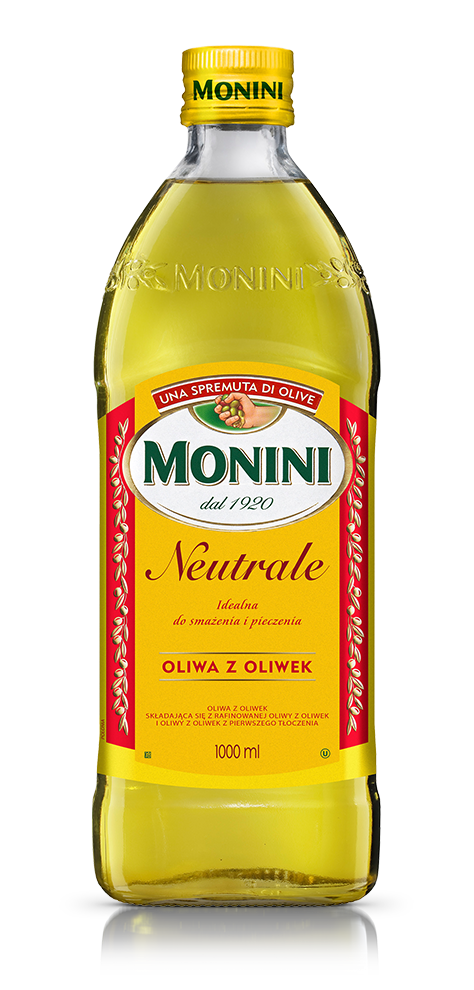 MONINI
MONINI
UNA SPREMUTA DI OLIVE
MONINI
dal 1920
Neutrale
Idealna
do smażenia i pieczenia
OLIWA Z OLIWEK
OLIWA Z OLIWEK
SKŁADAJĄCA SIĘ Z RAFINOWANEJ OLIWY Z OLIWEK
I OLIWY Z OLIWEK Z PIERWSZEGO TŁOCZENIA
1000 ml
U